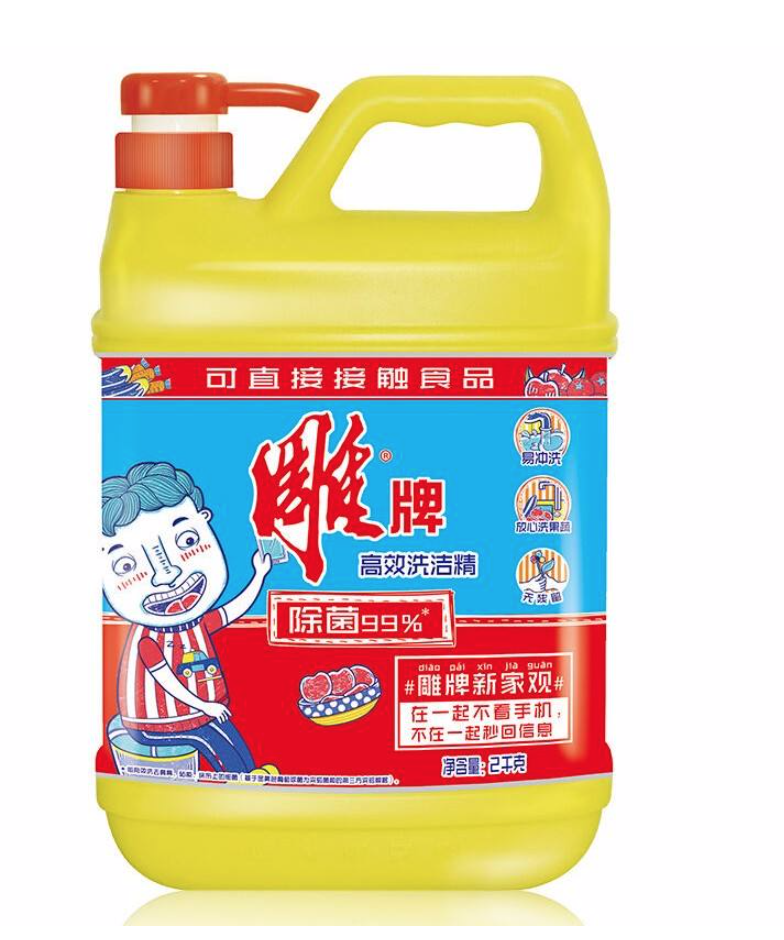 可直接接触食品
雕®牌
高效洗洁精
除菌99%*
易冲洗
放心洗果蔬
无残留
diāo pái xīn jiā guān
#雕牌新家观#
在一起不看手机，
不在一起秒回信息
净含量：2千克